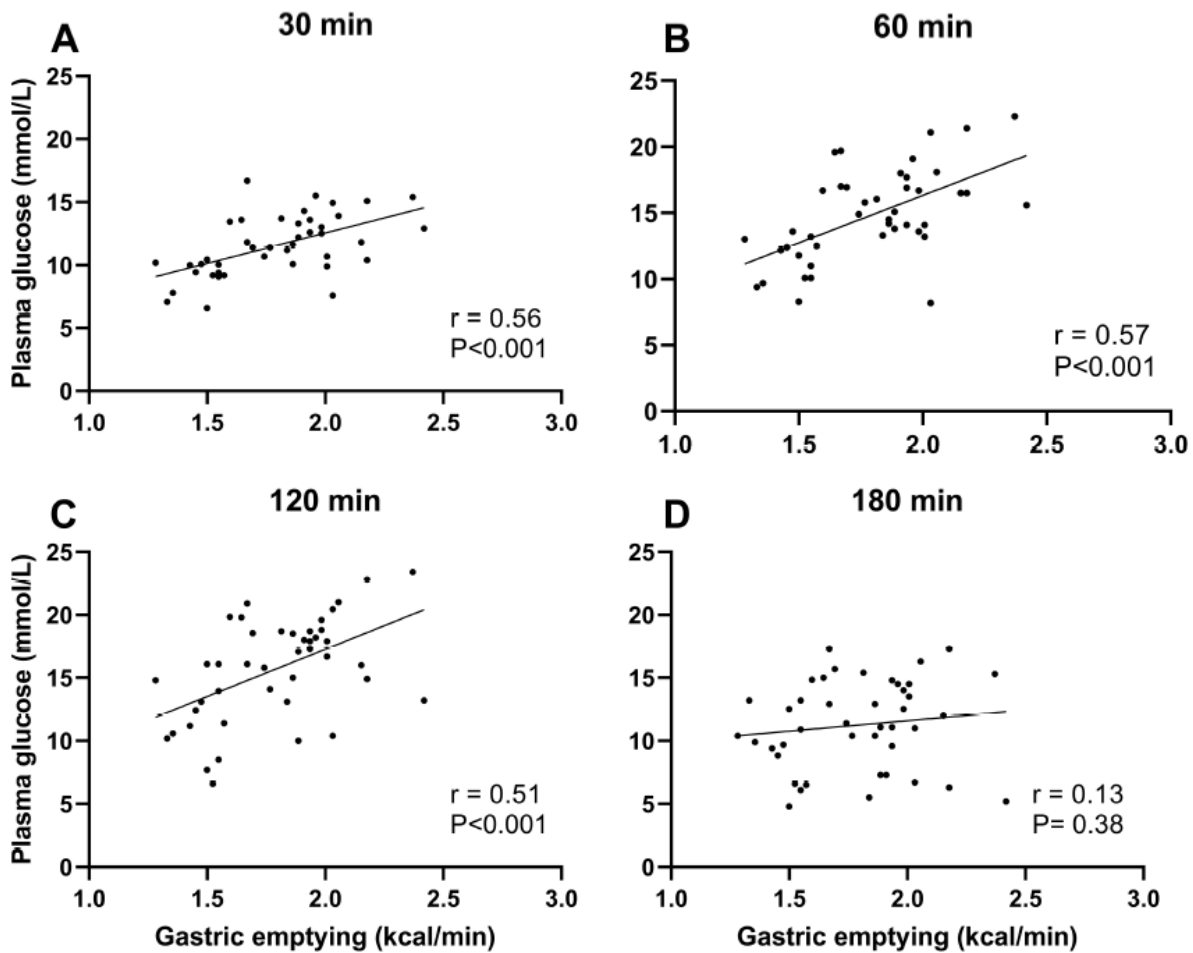 A
30 min
Plasma glucose (mmol/L)
25
20
15
10
5
0
1.0 1.5 2.0 2.5 3.0
r = 0.56
P<0.001
B
60 min
25
20
15
10
5
0
1.0 1.5 2.0 2.5 3.0
r = 0.57
P<0.001
C
120 min
Plasma glucose (mmol/L)
25
20
15
10
5
0
1.0 1.5 2.0 2.5 3.0
r = 0.51
P<0.001
Gastric emptying (kcal/min)
D
180 min
25
20
15
10
5
0
1.0 1.5 2.0 2.5 3.0
r = 0.13
P= 0.38
Gastric emptying (kcal/min)